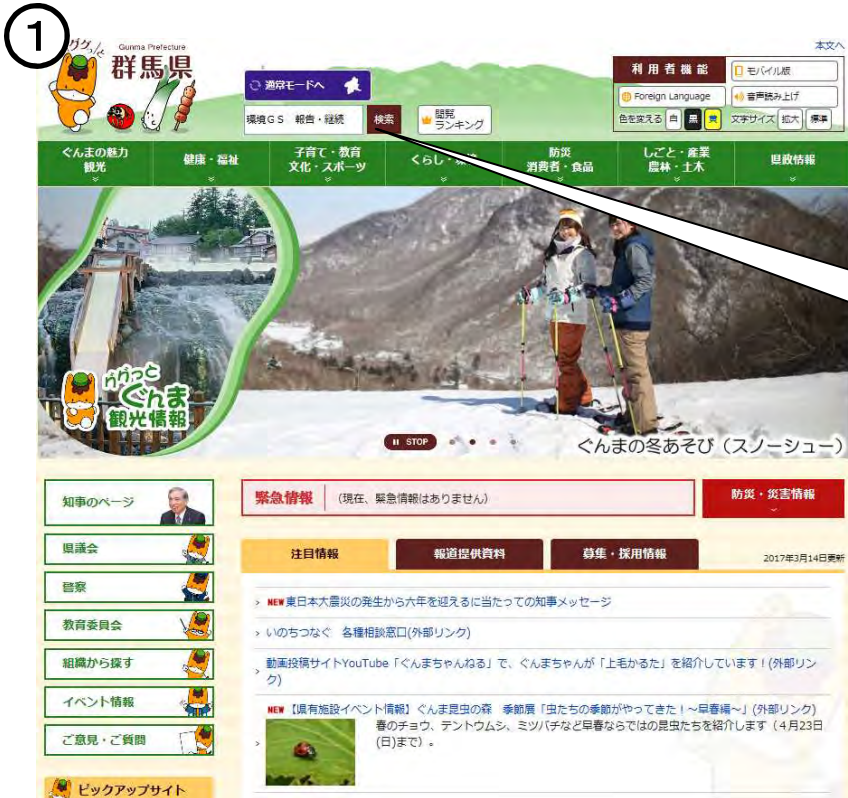 1
ググっと
Gunma Prefecture
群馬県
本文へ
通常モードへ
利用者機能
モバイル版
Foreign Language
音声読み上げ
環境GS 報告・継続
検索
閲覧
ランキング
色を変える 白 黒 黄
文字サイズ 拡大 標準
ぐんまの魅力
観光
健康・福祉
子育て・教育
文化・スポーツ
くらし・
防災
消費者・食品
しごと・産業
農林・土木
県政情報
ググっと
ぐんま
観光情報
STOP
ぐんまの冬あそび（スノーシュー）
知事のページ
県議会
警察
教育委員会
組織から探す
イベント情報
ご意見・ご質問
ピックアップサイト
緊急情報
（現在、緊急情報はありません）
防災・災害情報
注目情報
報道提供資料
募集・採用情報
2017年3月14日更新
NEW 東日本大震災の発生から六年を迎えるに当たっての知事メッセージ
いのちつなぐ 各種相談窓口(外部リンク)
動画投稿サイトYouTube「ぐんまちゃんねる」で、ぐんまちゃんが「上毛かるた」を紹介しています！(外部リン
ク)
NEW 【県有施設イベント情報】ぐんま昆虫の森 季節展「虫たちの季節がやってきた！～早春編～」(外部リンク)
春のチョウ、テントウムシ、ミツバチなど早春ならではの昆虫たちを紹介します（4月23日
(日)まで）。